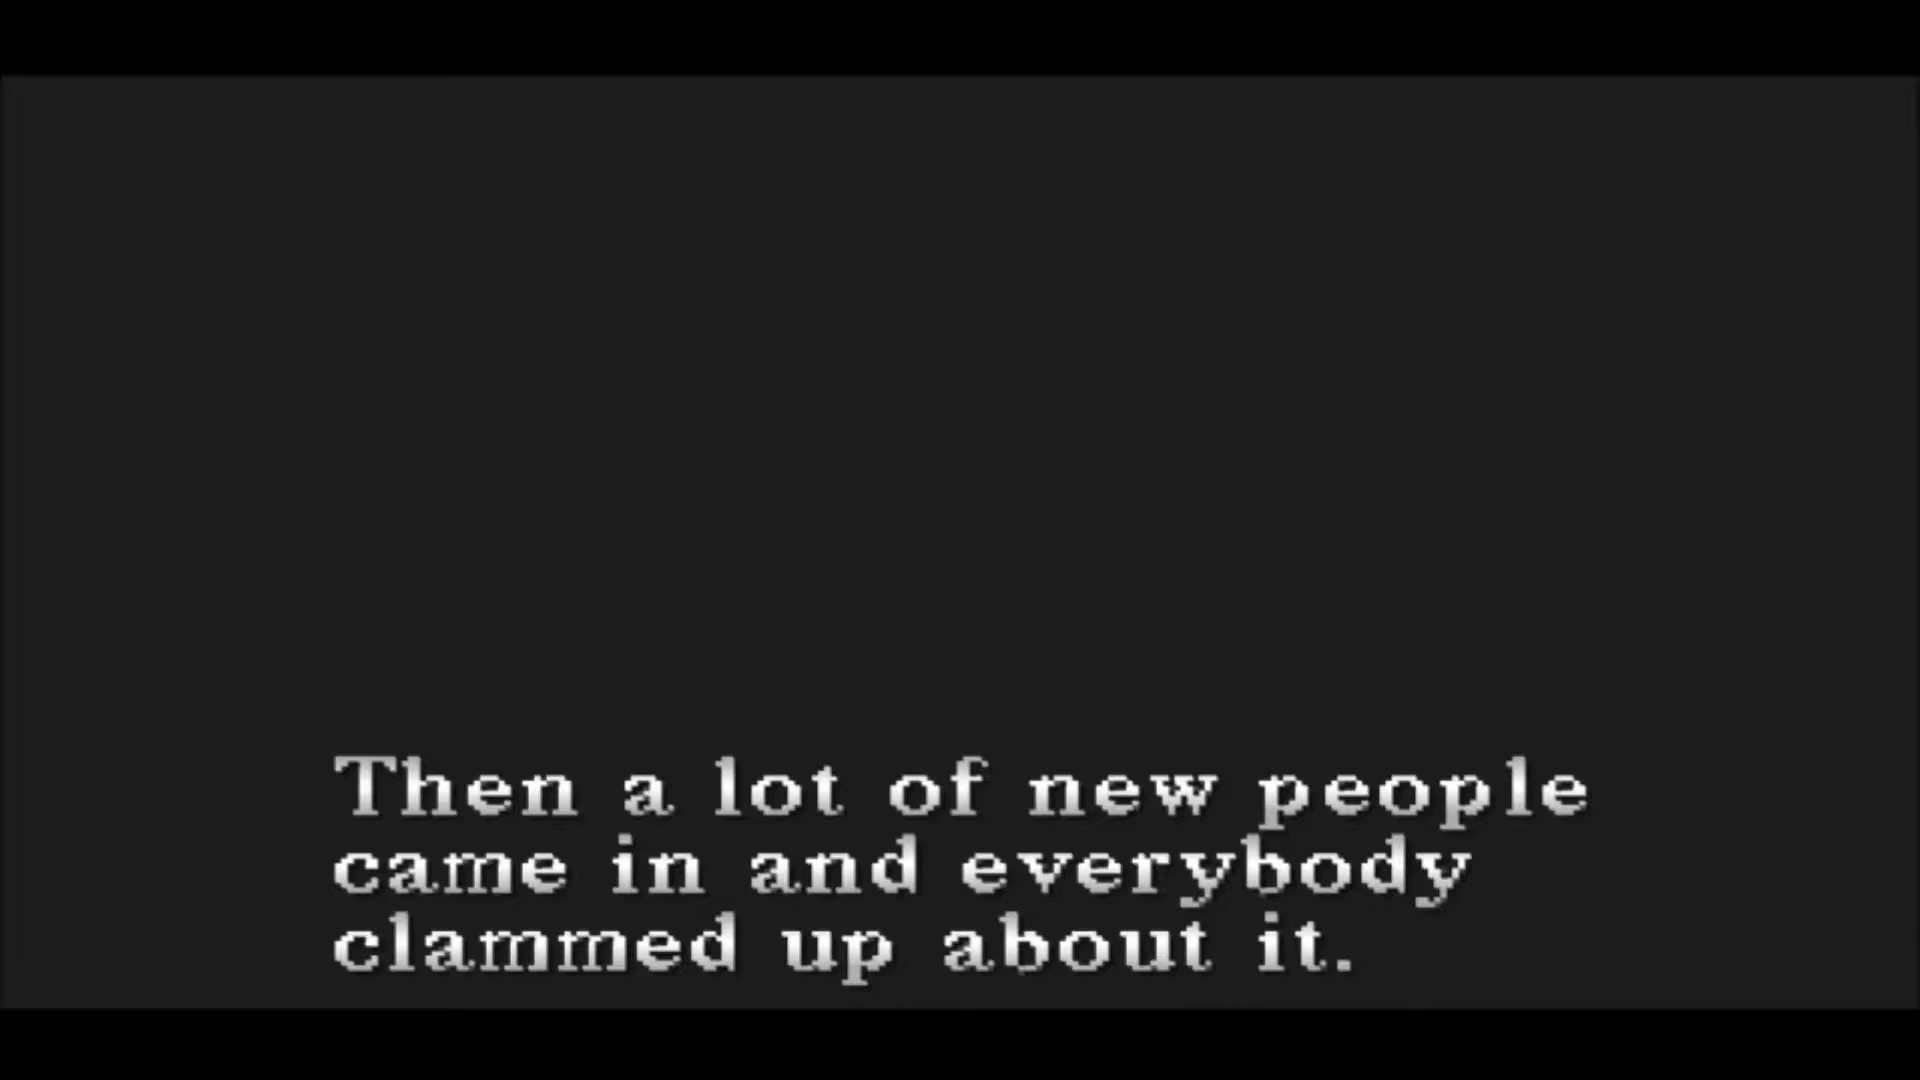 Then a lot of new people
came in and everybody
clammed up about it.